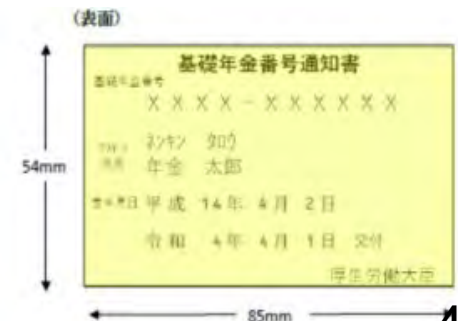 (表面)
基礎年金番号通知書
基礎年金番号
XXXX-XXXXXX
フリガナ ネンキン タロウ
氏名 年金 太郎
生年月日 平成 14年 4月 2日
令和 4年 4月 1日 交付
厚生労働大臣
54mm
85mm
4